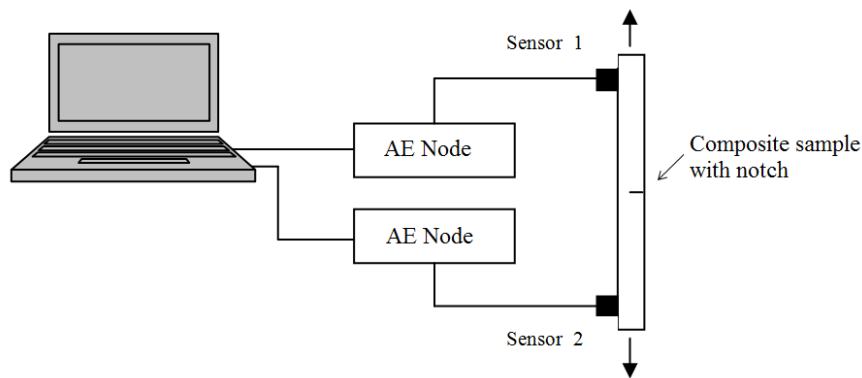 Sensor 1
AE Node
Composite sample
with notch
AE Node
Sensor 2